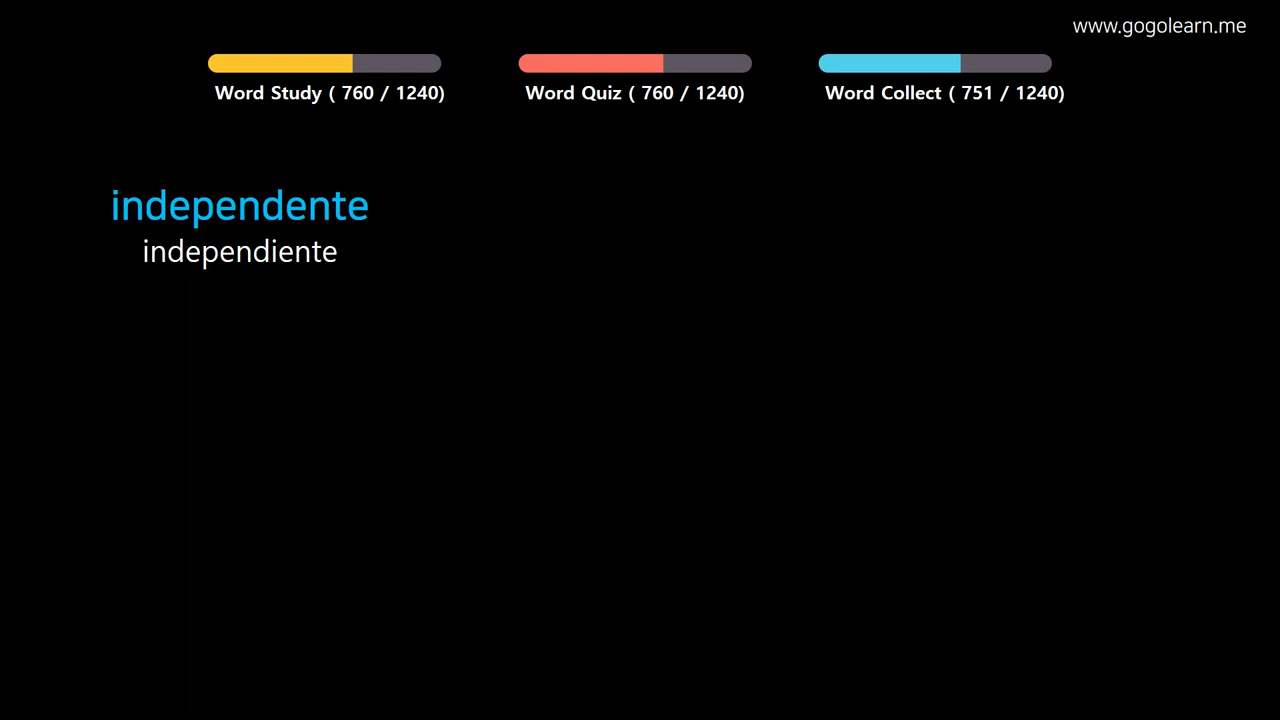 www.gogolearn.me
Word Study ( 760 / 1240)
Word Quiz ( 760 / 1240)
Word Collect ( 751 / 1240)
independente
independiente